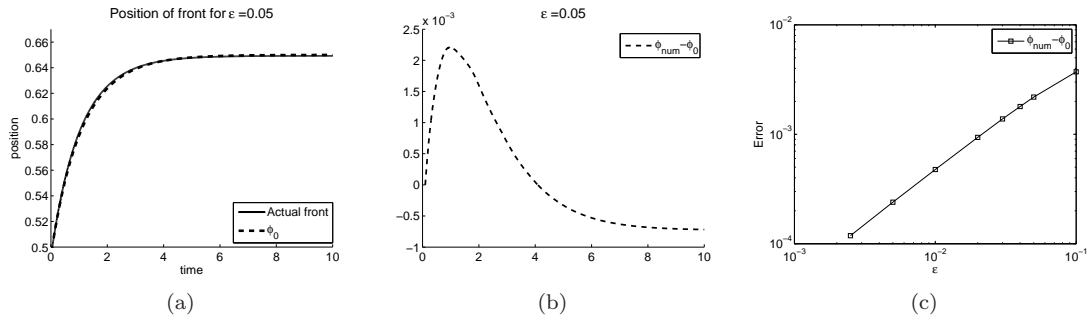 Position of front for ε =0.05
0.66
0.64
0.62
0.6
0.58
0.56
0.54
0.52
0.5
position
0
2
4
6
8
10
time
Actual front
ϕ0
(a)
x 10⁻³
ε=0.05
2.5
2
1.5
1
0.5
0
−0.5
−1
0
2
4
6
8
10
ϕnum−ϕ0
(b)
10⁻²
10⁻³
10⁻⁴
Error
10⁻³
10⁻²
10⁻¹
ε
ϕnum−ϕ0
(c)